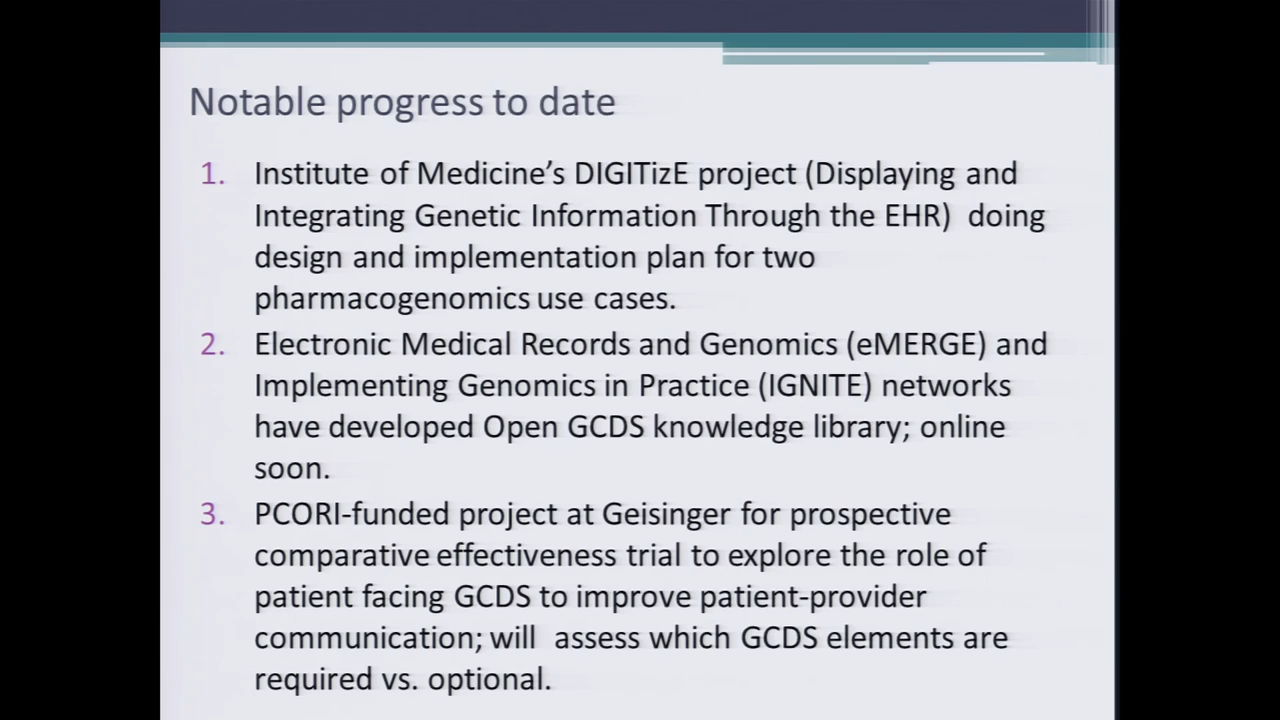 Notable progress to date
1. Institute of Medicine’s DIGITizE project (Displaying and
Integrating Genetic Information Through the EHR)  doing
design and implementation plan for two
pharmacogenomics use cases.
2. Electronic Medical Records and Genomics (eMERGE) and
Implementing Genomics in Practice (IGNITE) networks
have developed Open GCDS knowledge library; online
soon.
3. PCORI-funded project at Geisinger for prospective
comparative effectiveness trial to explore the role of
patient facing GCDS to improve patient-provider
communication; will  assess which GCDS elements are
required vs. optional.